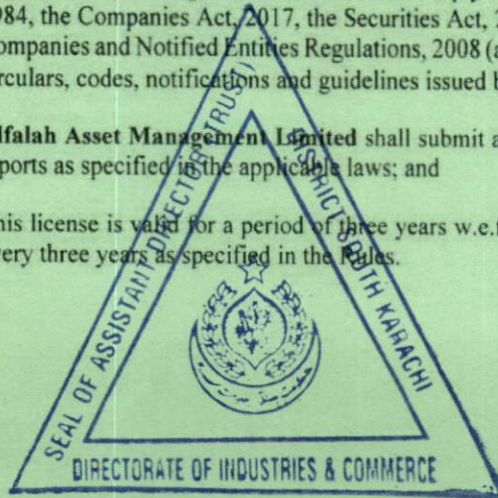 984, the Companies Act, 2017, the Securities Act,
ompanies and Notified Entities Regulations, 2008 (a
rculars, codes, notifications and guidelines issued b
lfalah Asset Management Limited shall submit a
ports as specified in the applicable laws; and
his license is valid for a period of three years w.e.f
very three years as specified in the Rules.
SEAL OF ASSISTANT DIRECTOR (TRUST)
DISTRICT SOUTH KARACHI
DIRECTORATE OF INDUSTRIES & COMMERCE